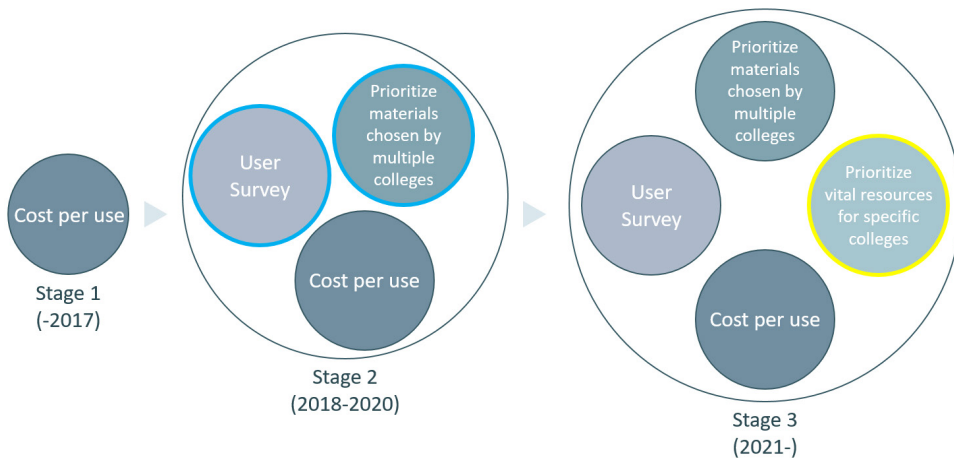 Cost per use
Stage 1
(-2017)
User
Survey
Prioritize
materials
chosen by
multiple
colleges
Cost per use
Stage 2
(2018-2020)
Prioritize
materials
chosen by
multiple
colleges
User
Survey
Prioritize
vital resources
for specific
colleges
Cost per use
Stage 3
(2021-)